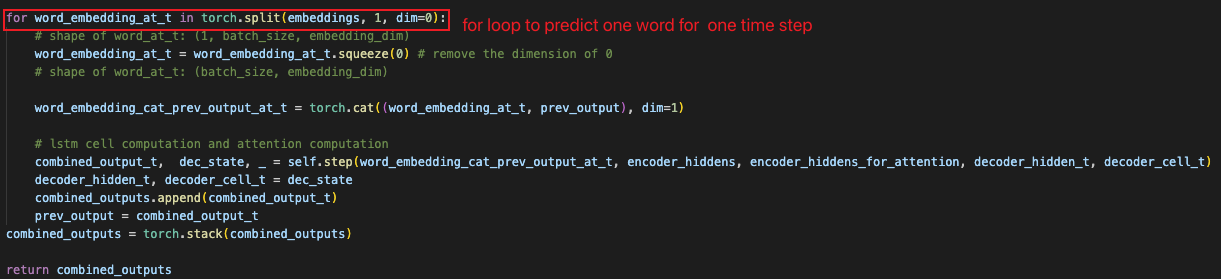 for word_embedding_at_t in torch.split(embeddings, 1, dim=0): for loop to predict one word for one time step
# shape of word_at_t: (1, batch_size, embedding_dim)
word_embedding_at_t = word_embedding_at_t.squeeze(0) # remove the dimension of 0
# shape of word_at_t: (batch_size, embedding_dim)
word_embedding_cat_prev_output_at_t = torch.cat((word_embedding_at_t, prev_output), dim=1)
# lstm cell computation and attention computation
combined_output_t,  dec_state, _ = self.step(word_embedding_cat_prev_output_at_t, encoder_hiddens, encoder_hiddens_for_attention, decoder_hidden_t, decoder_cell_t)
decoder_hidden_t, decoder_cell_t = dec_state
combined_outputs.append(combined_output_t)
prev_output = combined_output_t
combined_outputs = torch.stack(combined_outputs)
return combined_outputs